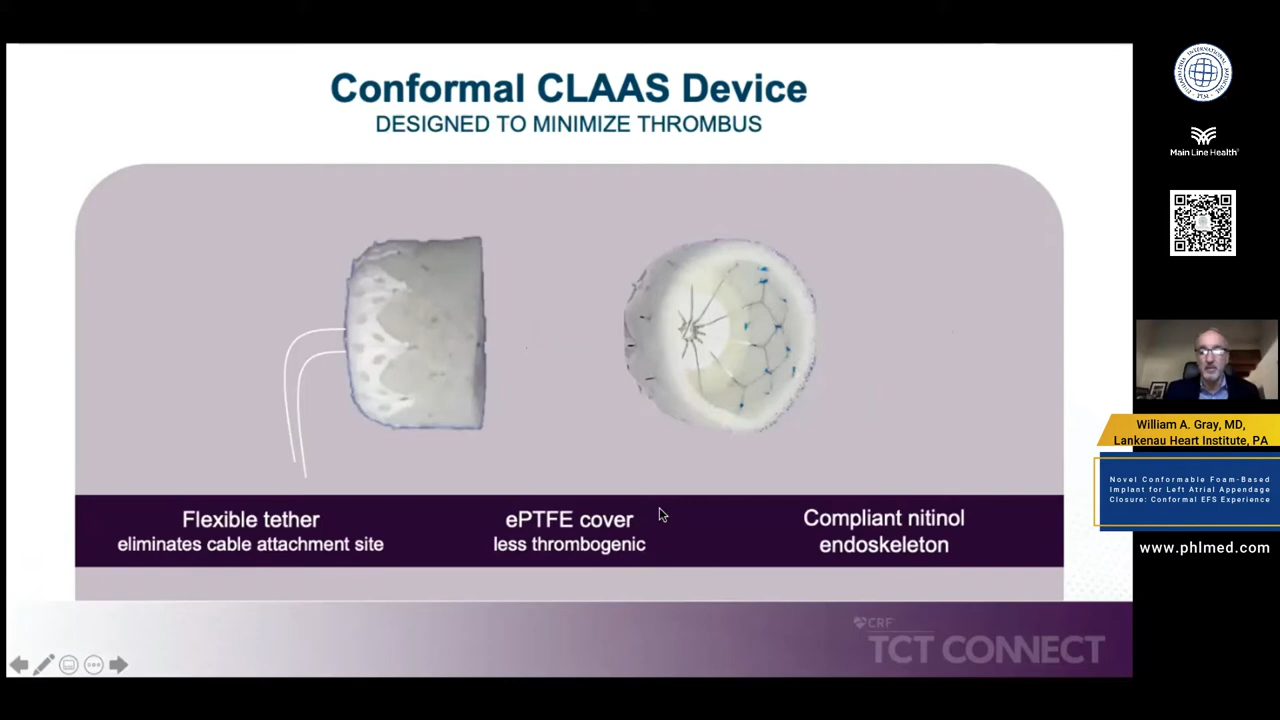 Conformal CLAAS Device
DESIGNED TO MINIMIZE THROMBUS
Flexible tether
eliminates cable attachment site
ePTFE cover
less thrombogenic
Compliant nitinol
endoskeleton
CRF
TCT CONNECT
Main Line Health
William A. Gray, MD,
Lankenau Heart Institute, PA
Novel Conformable Foam-Based
Implant for Left Atrial Appendage
Closure: Conformal EFS Experience
www.phlmed.com